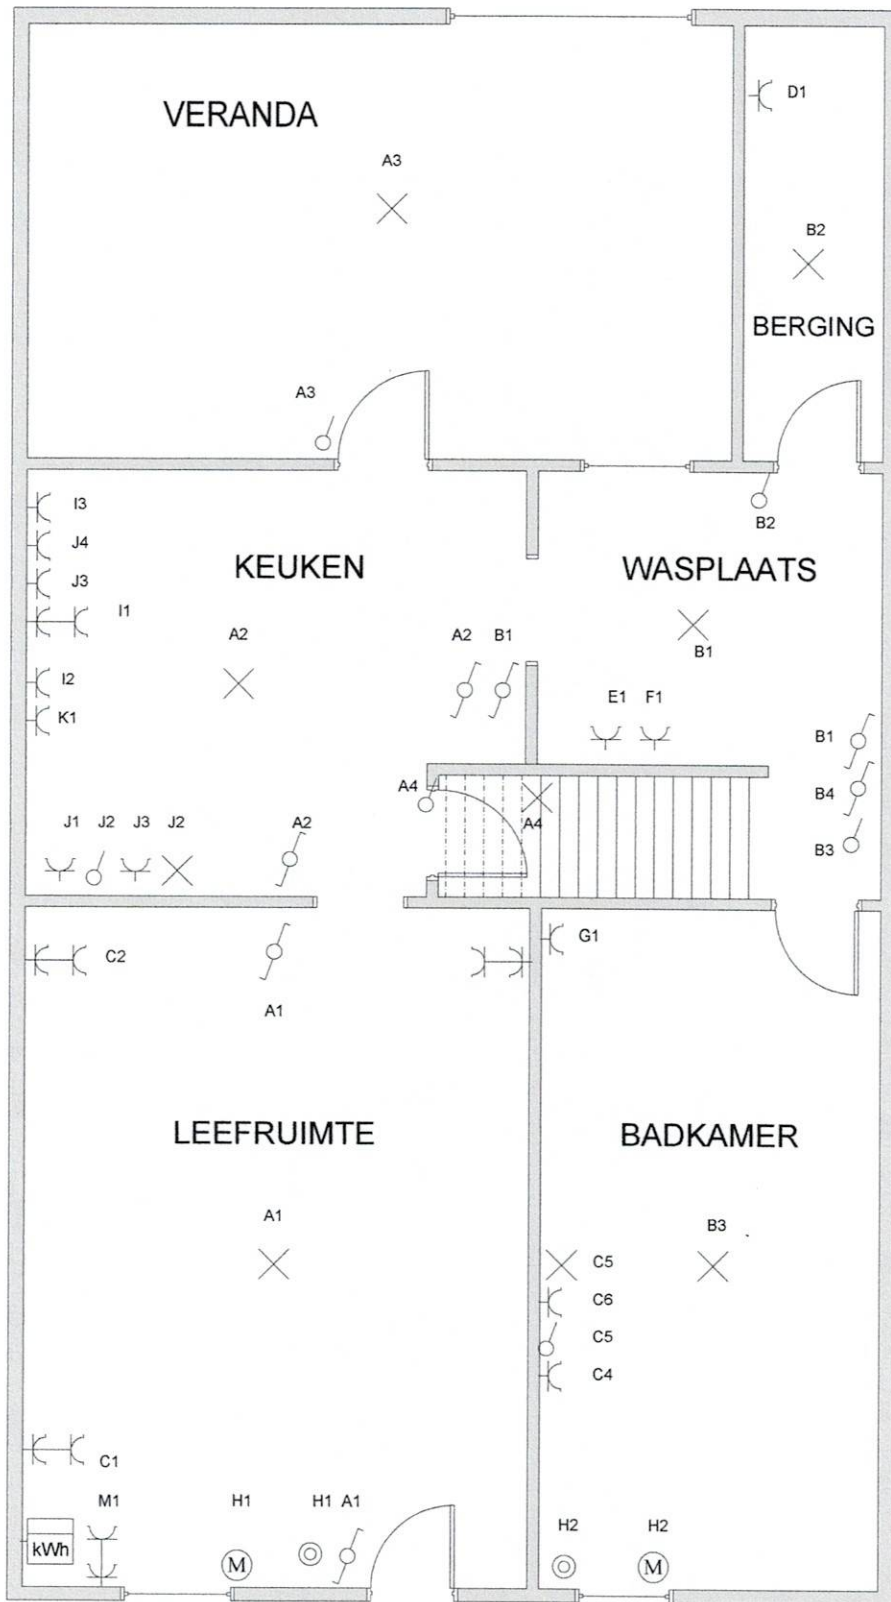 VERANDA
D1
A3
B2
BERGING
A3
B2
I3
J4
J3
I1
KEUKEN
WASPLAATS
A2
A2 B1
B1
I2
K1
E1 F1
B1
B4
B3
A4
A4
J1 J2 J3 J2
A2
C2
G1
A1
LEEFRUIMTE
BADKAMER
A1
B3
C5
C6
C5
C4
C1
M1
H1
H1 A1
H2
H2
kWh
M
M